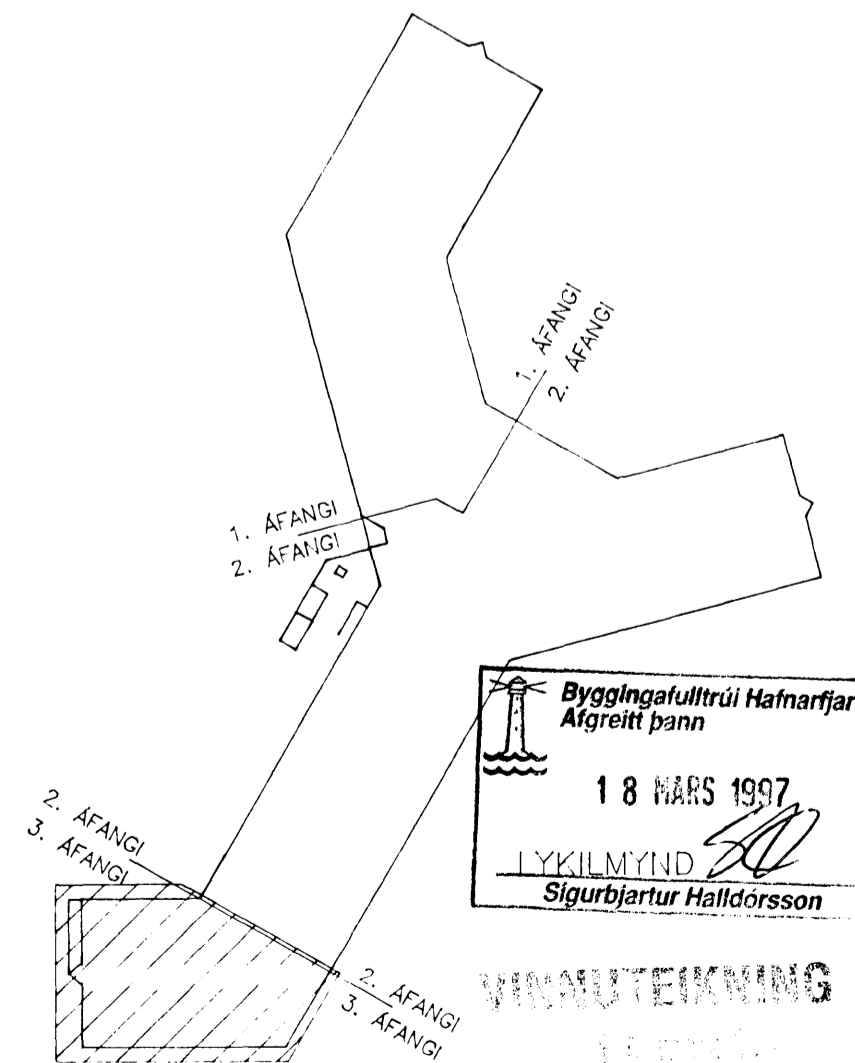 1. ÁFANGI
2. ÁFANGI
1. ÁFANGI
2. ÁFANGI
Byggingafulltrúi Hafnarfjar
Afgreitt þann
18 MARS 1997
LYKILMYND
Sigurbjartur Halldórsson
2. ÁFANGI
3. ÁFANGI
2. ÁFANGI
3. ÁFANGI
VINNUTEIKNING